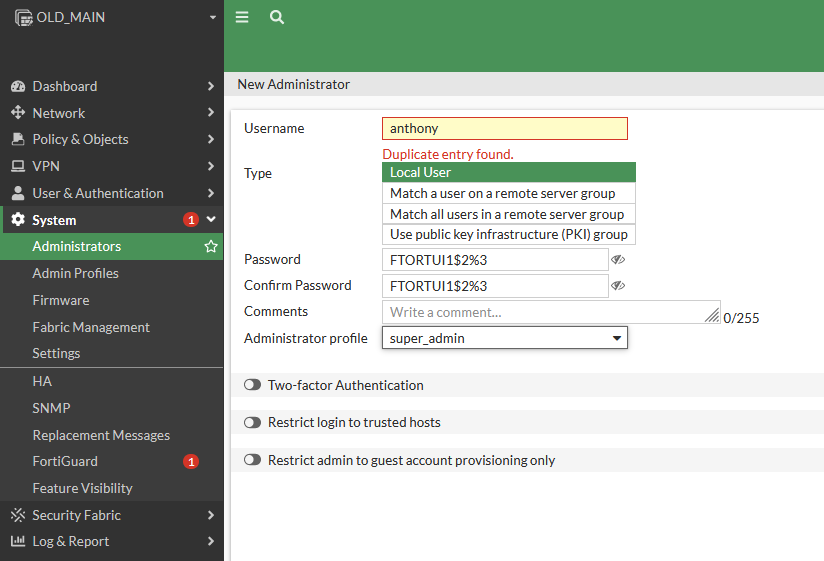 OLD_MAIN
Dashboard
Network
Policy & Objects
VPN
User & Authentication
System 1
Administrators
Admin Profiles
Firmware
Fabric Management
Settings
HA
SNMP
Replacement Messages
FortiGuard 1
Feature Visibility
Security Fabric
Log & Report
New Administrator
Username anthony
Duplicate entry found.
Type Local User
Match a user on a remote server group
Match all users in a remote server group
Use public key infrastructure (PKI) group
Password FTORTUI1$2%3
Confirm Password FTORTUI1$2%3
Comments Write a comment... 0/255
Administrator profile super_admin
Two-factor Authentication
Restrict login to trusted hosts
Restrict admin to guest account provisioning only